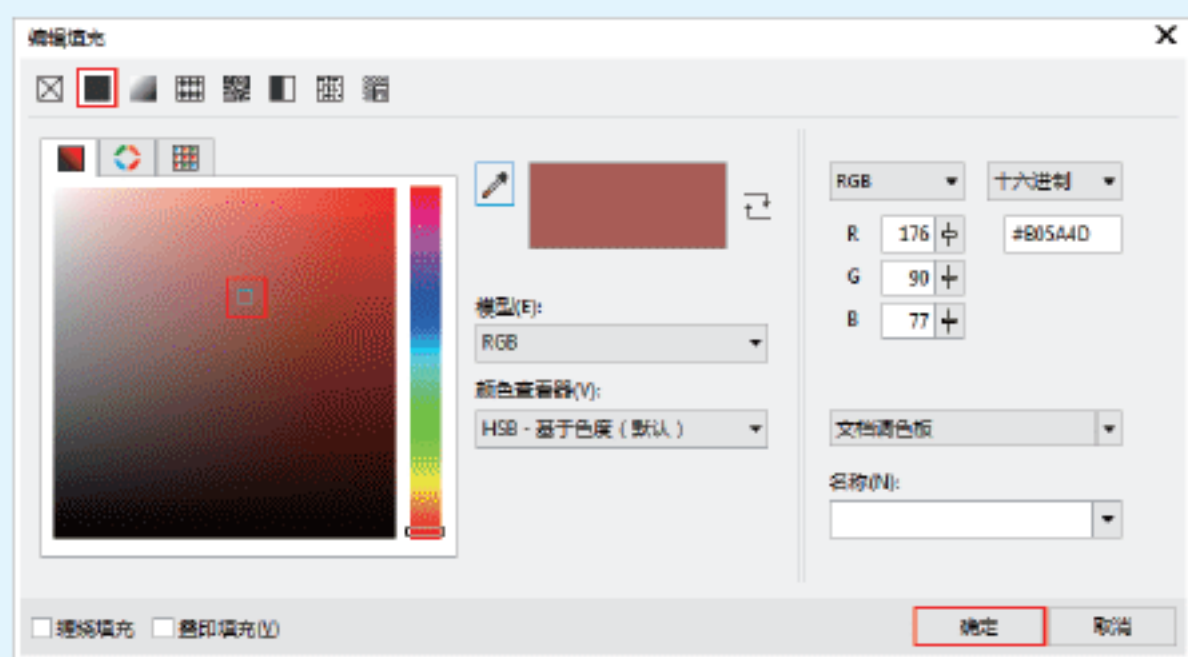 编辑填充
RGB
十六进制
R 176
#B05A4D
G 90
B 77
模型(E):
RGB
颜色查看器(V):
HSB - 基于色度（默认）
文档调色板
名称(N):
缠绕填充
叠印填充(V)
确定
取消